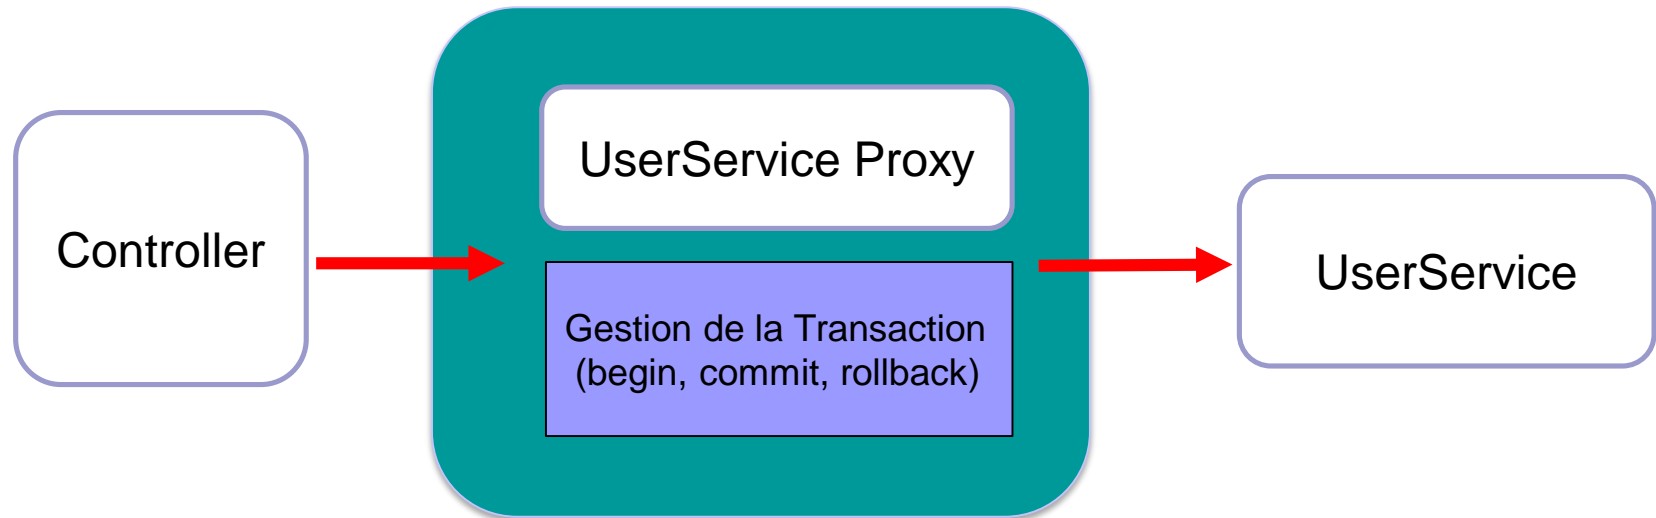 Controller
UserService Proxy
Gestion de la Transaction
(begin, commit, rollback)
UserService